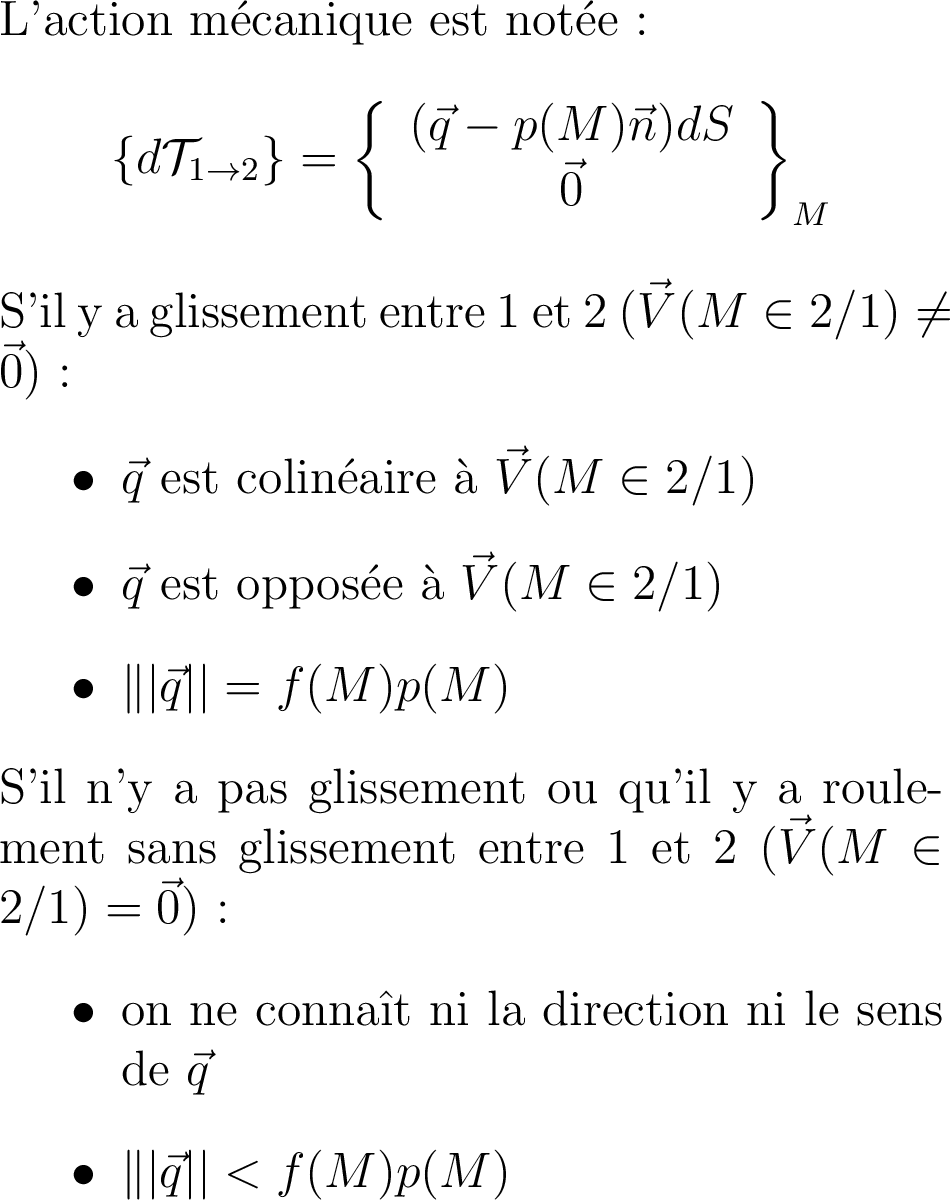 L'action mécanique est notée :
$\{d\mathcal{T}_{1\to 2}\} = \left\{ \begin{array}{c} (\vec{q} - p(M)\vec{n})dS \\ \vec{0} \end{array} \right\}_M$
S'il y a glissement entre 1 et 2 ($\vec{V}(M \in 2/1) \neq$
$\vec{0}$) :
• $\vec{q}$ est colinéaire à $\vec{V}(M \in 2/1)$
• $\vec{q}$ est opposée à $\vec{V}(M \in 2/1)$
• $\||\vec{q}|| = f(M)p(M)$
S'il n'y a pas glissement ou qu'il y a roule-
ment sans glissement entre 1 et 2 ($\vec{V}(M \in$
$2/1) = \vec{0}$) :
• on ne connaît ni la direction ni le sens
de $\vec{q}$
• $\||\vec{q}|| < f(M)p(M)$